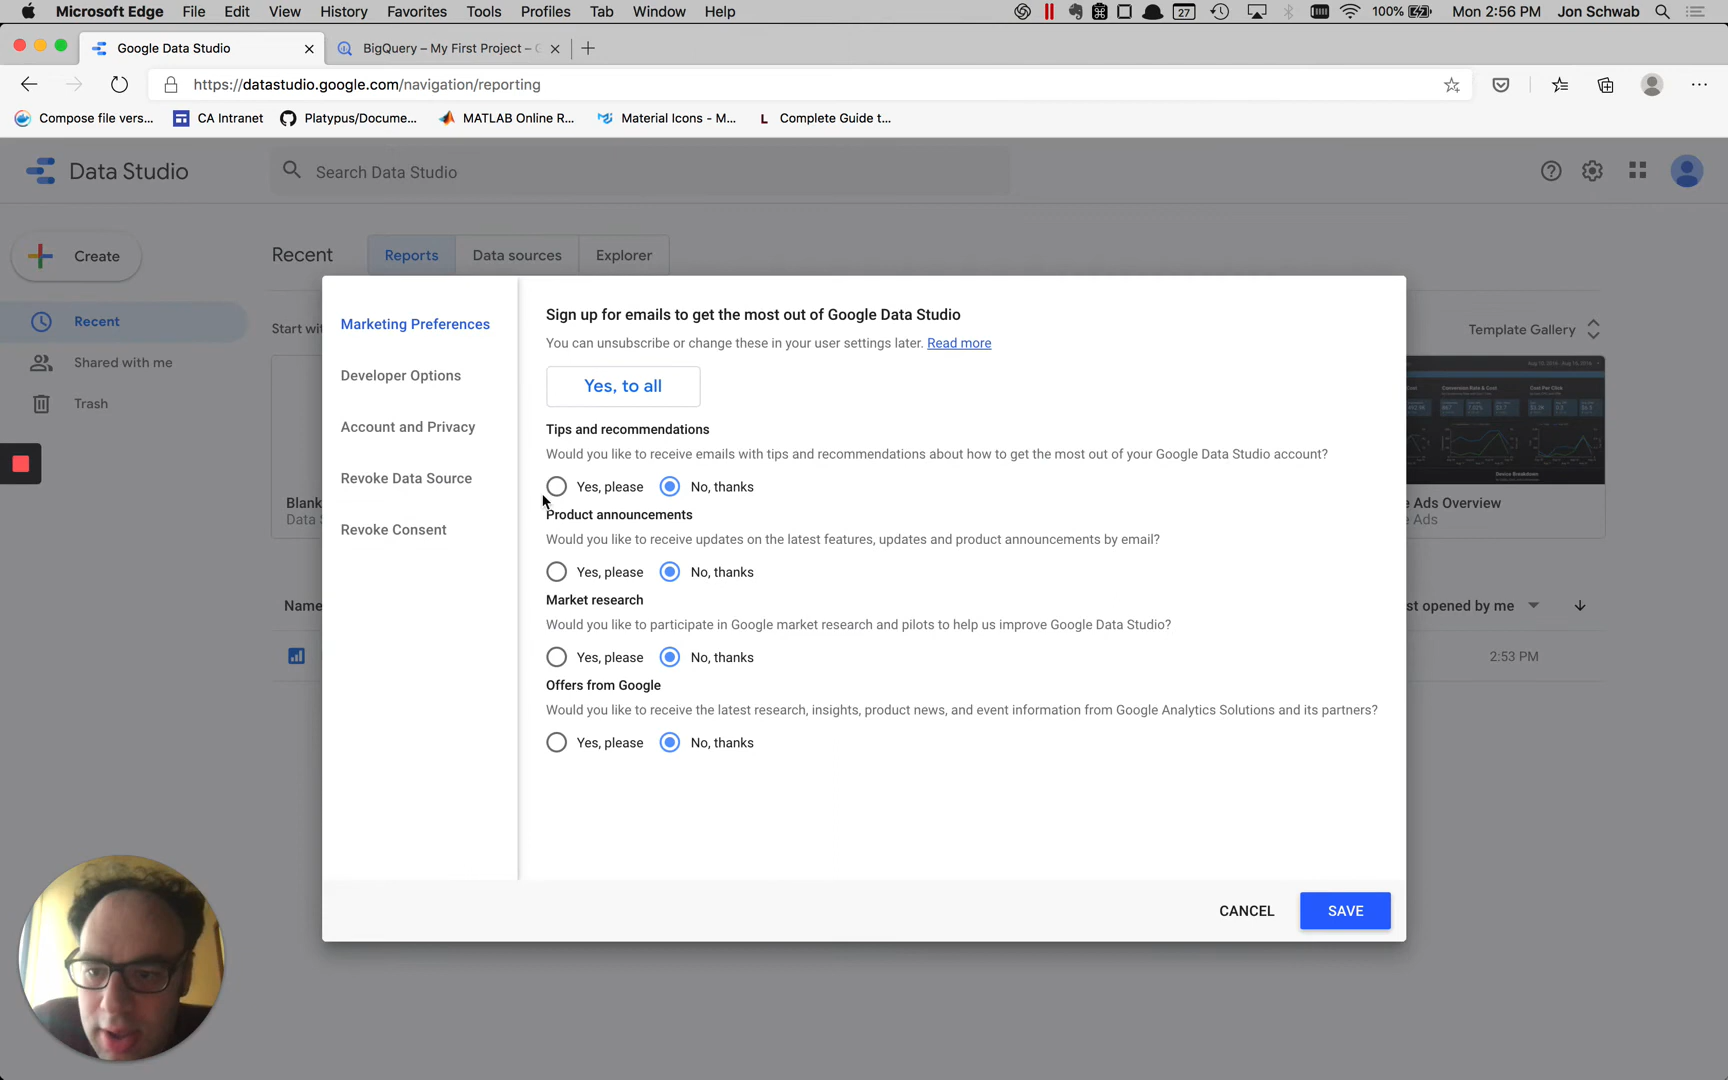 Microsoft Edge File Edit View History Favorites Tools Profiles Tab Window Help 27 100% Mon 2:56 PM Jon Schwab
Google Data Studio BigQuery – My First Project –
https://datastudio.google.com/navigation/reporting
Compose file vers... CA Intranet Platypus/Docume... MATLAB Online R... Material Icons - M... L Complete Guide t...
Data Studio Search Data Studio
Create Recent Reports Data sources Explorer
Recent
Start wi Template Gallery
Shared with me
Trash
Blank
Data S
e Ads Overview
e Ads
Name
st opened by me
2:53 PM
Marketing Preferences
Developer Options
Account and Privacy
Revoke Data Source
Revoke Consent
Sign up for emails to get the most out of Google Data Studio
You can unsubscribe or change these in your user settings later. Read more
Yes, to all
Tips and recommendations
Would you like to receive emails with tips and recommendations about how to get the most out of your Google Data Studio account?
Yes, please No, thanks
Product announcements
Would you like to receive updates on the latest features, updates and product announcements by email?
Yes, please No, thanks
Market research
Would you like to participate in Google market research and pilots to help us improve Google Data Studio?
Yes, please No, thanks
Offers from Google
Would you like to receive the latest research, insights, product news, and event information from Google Analytics Solutions and its partners?
Yes, please No, thanks
CANCEL SAVE